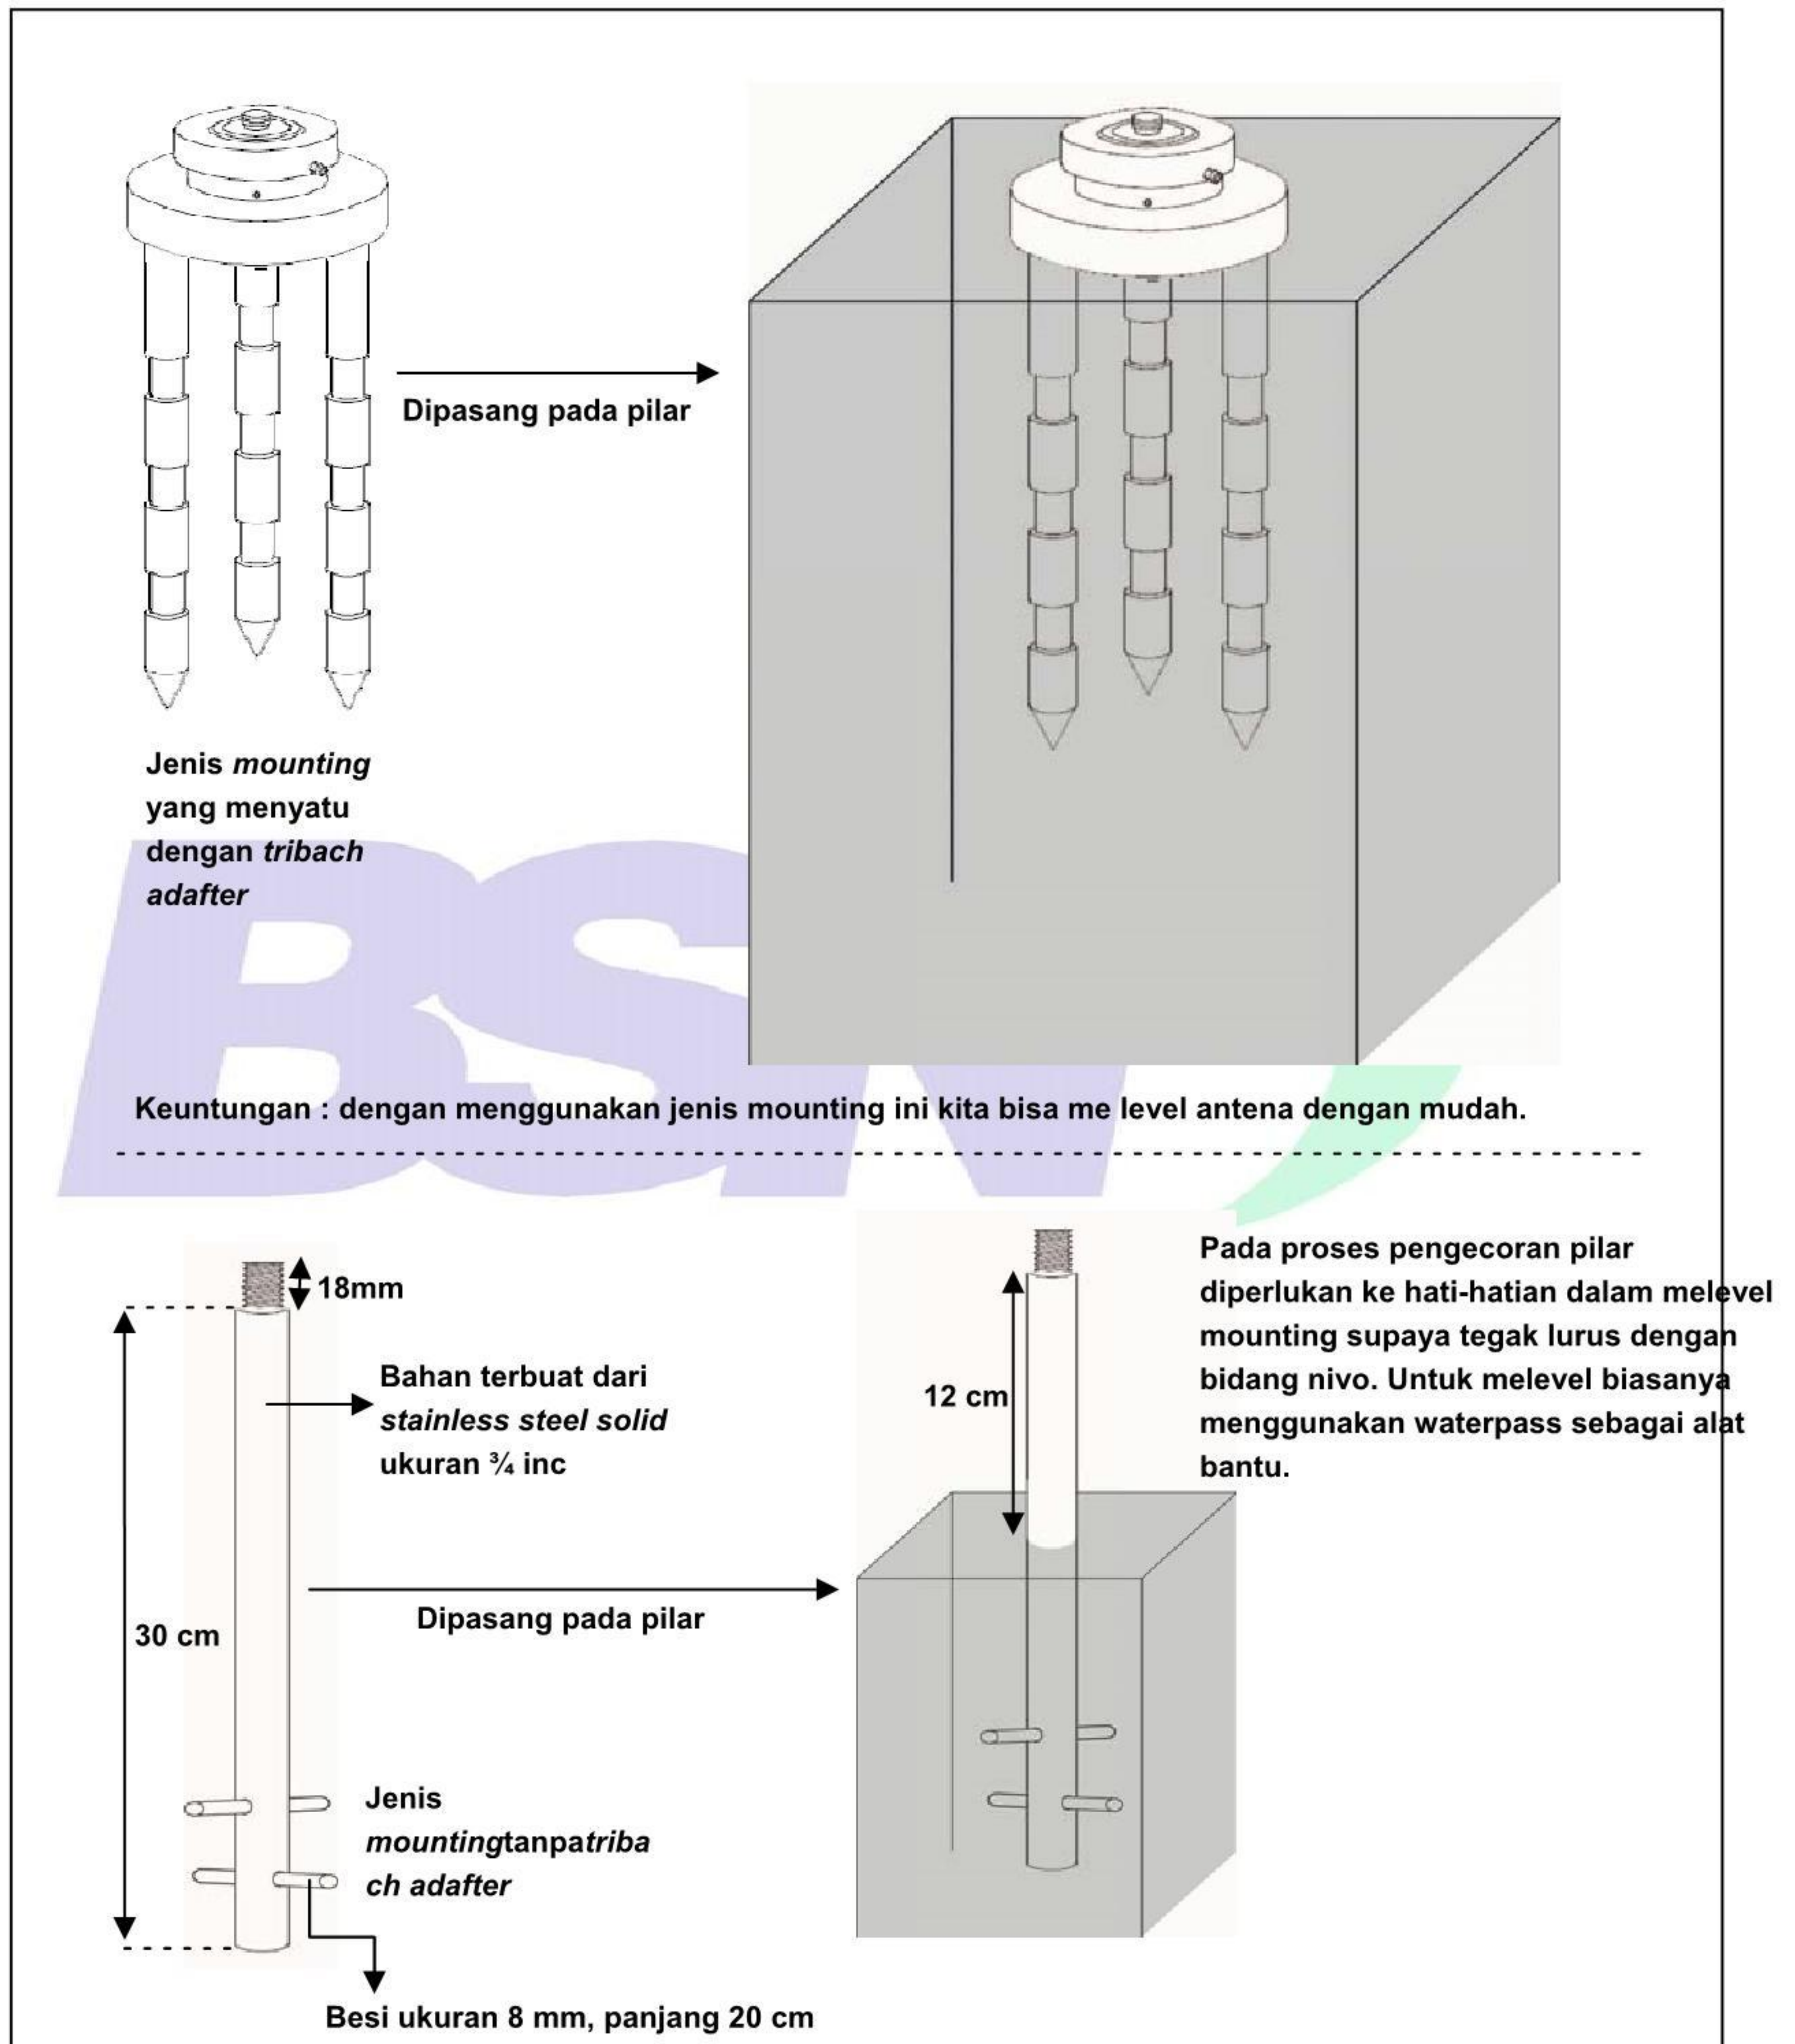 Dipasang pada pilar
Jenis mounting
yang menyatu
dengan tribach
adafter
BSN
Keuntungan : dengan menggunakan jenis mounting ini kita bisa me level antena dengan mudah.
18mm
Bahan terbuat dari
stainless steel solid
ukuran ¾ inc
12 cm
Pada proses pengecoran pilar
diperlukan ke hati-hatian dalam melevel
mounting supaya tegak lurus dengan
bidang nivo. Untuk melevel biasanya
menggunakan waterpass sebagai alat
bantu.
30 cm
Dipasang pada pilar
Jenis
mountingtanpatriba
ch adafter
Besi ukuran 8 mm, panjang 20 cm